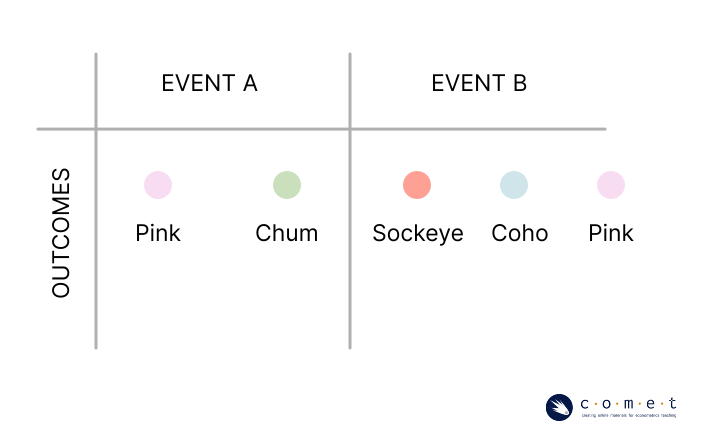 EVENT A
EVENT B
OUTCOMES
Pink
Chum
Sockeye
Coho
Pink
c·o·m·e·t
creating online materials for econometrics teaching